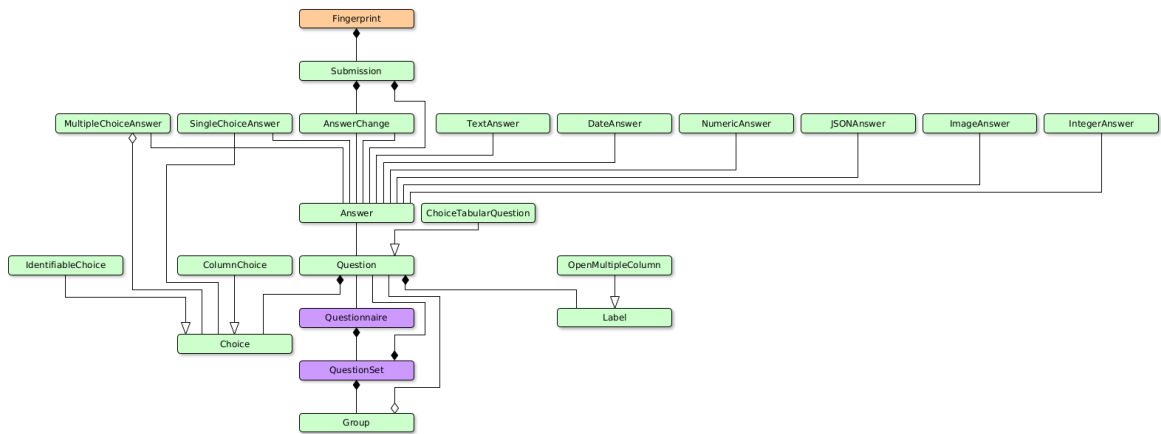 Fingerprint
Submission
MultipleChoiceAnswer
SingleChoiceAnswer
AnswerChange
TextAnswer
DateAnswer
NumericAnswer
JSONAnswer
ImageAnswer
IntegerAnswer
Answer
ChoiceTabularQuestion
IdentifiableChoice
ColumnChoice
Question
OpenMultipleColumn
Questionnaire
Label
Choice
QuestionSet
Group